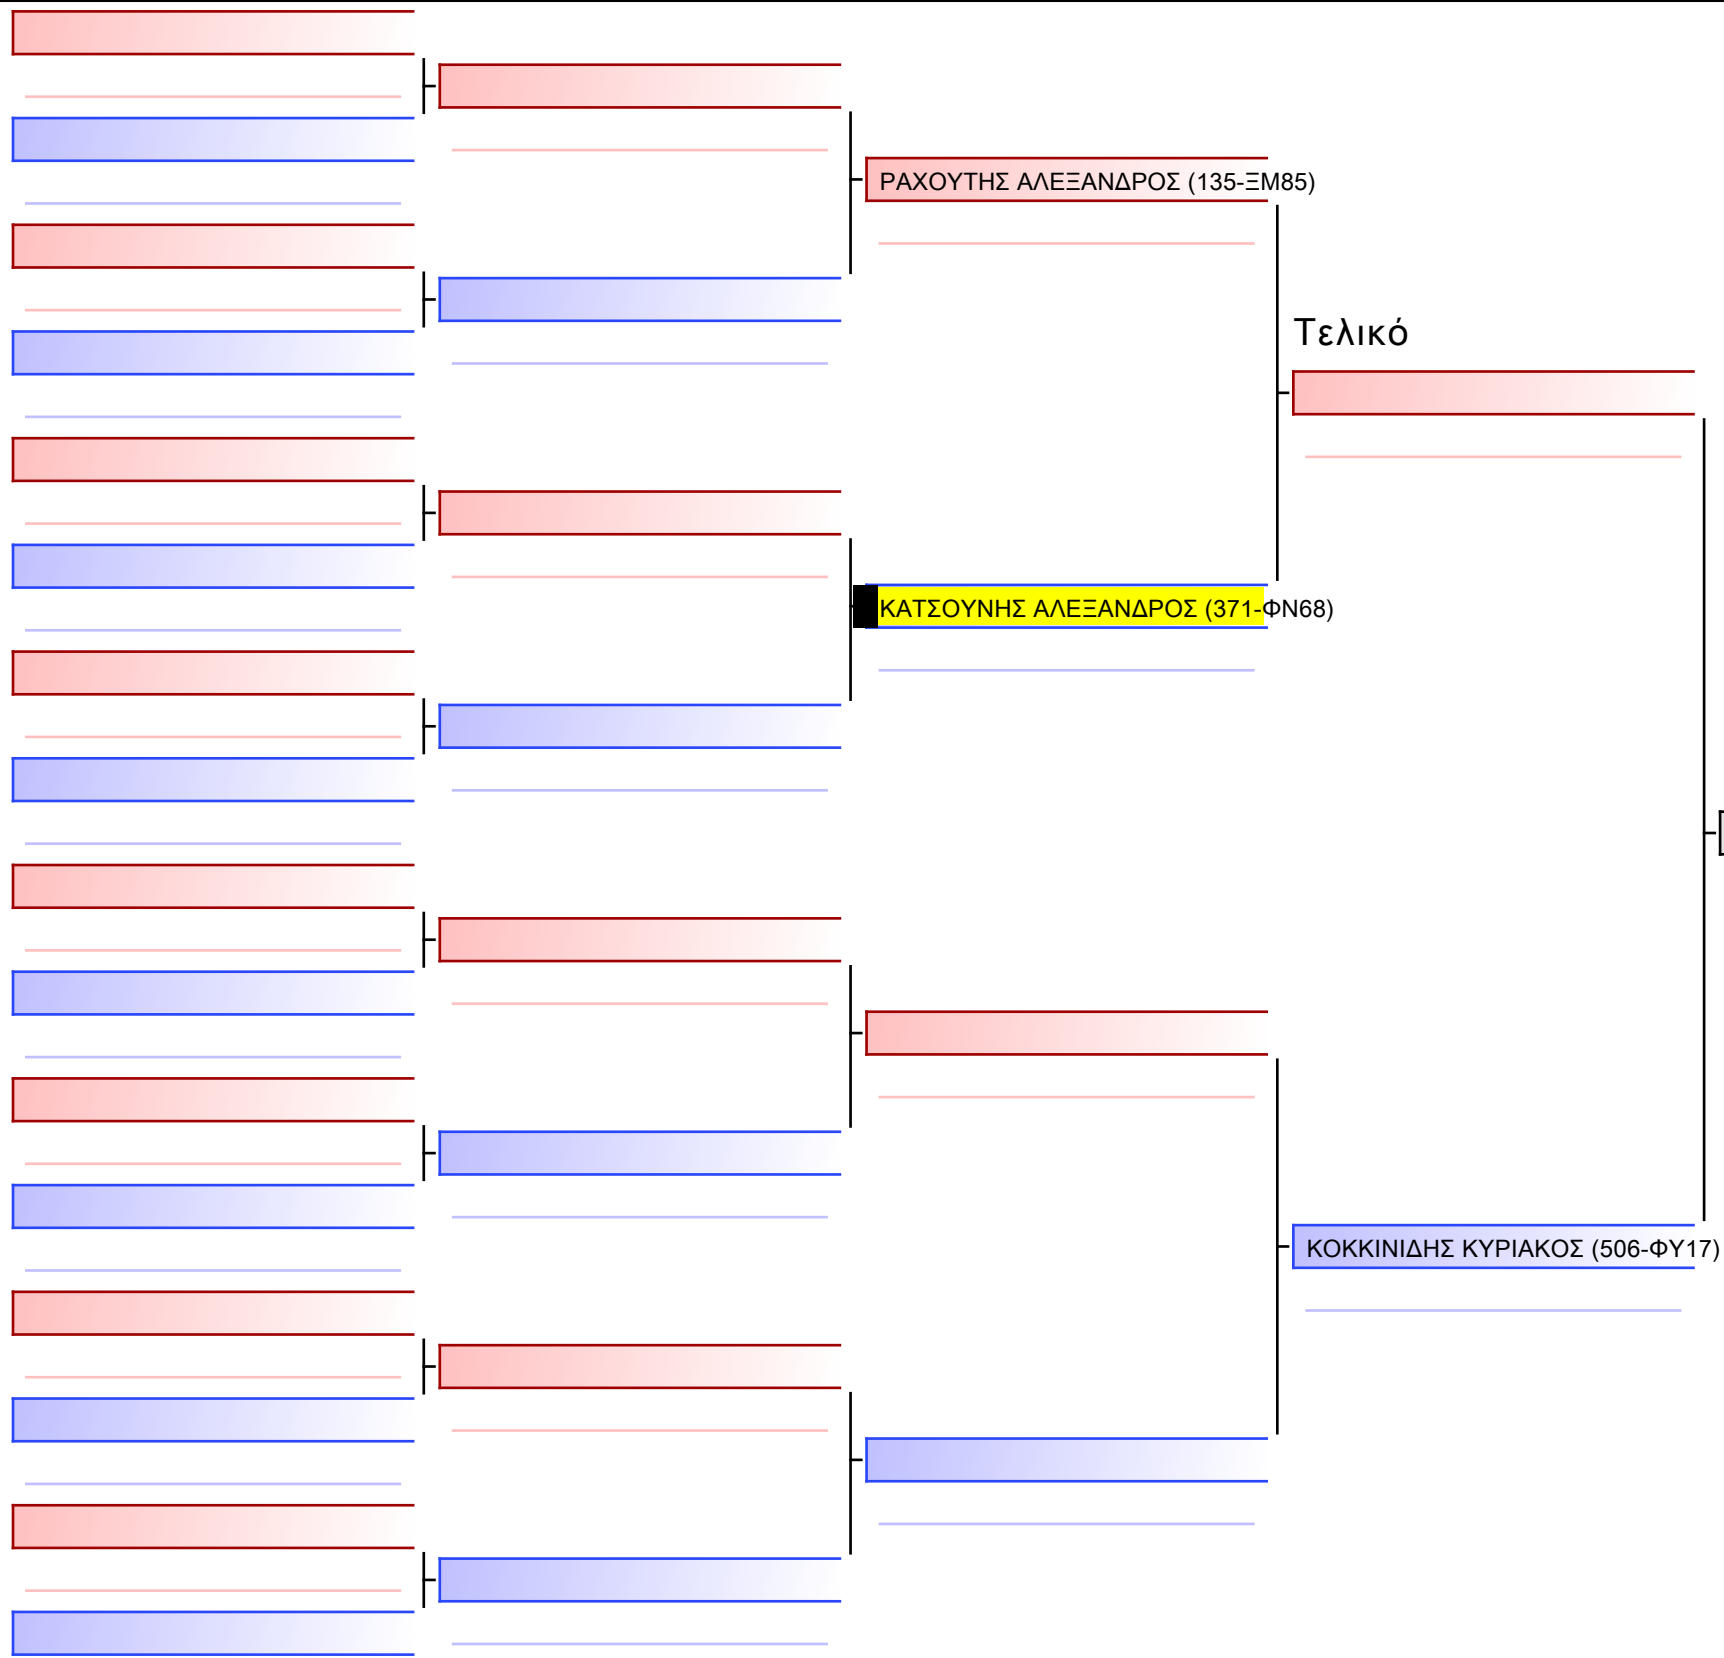 ΡΑΧΟΥΤΗΣ ΑΛΕΞΑΝΔΡΟΣ (135-ΞΜ85)
Τελικό
ΚΑΤΣΟΥΝΗΣ ΑΛΕΞΑΝΔΡΟΣ (371-ΦΝ68)
ΚΟΚΚΙΝΙΔΗΣ ΚΥΡΙΑΚΟΣ (506-ΦΥ17)